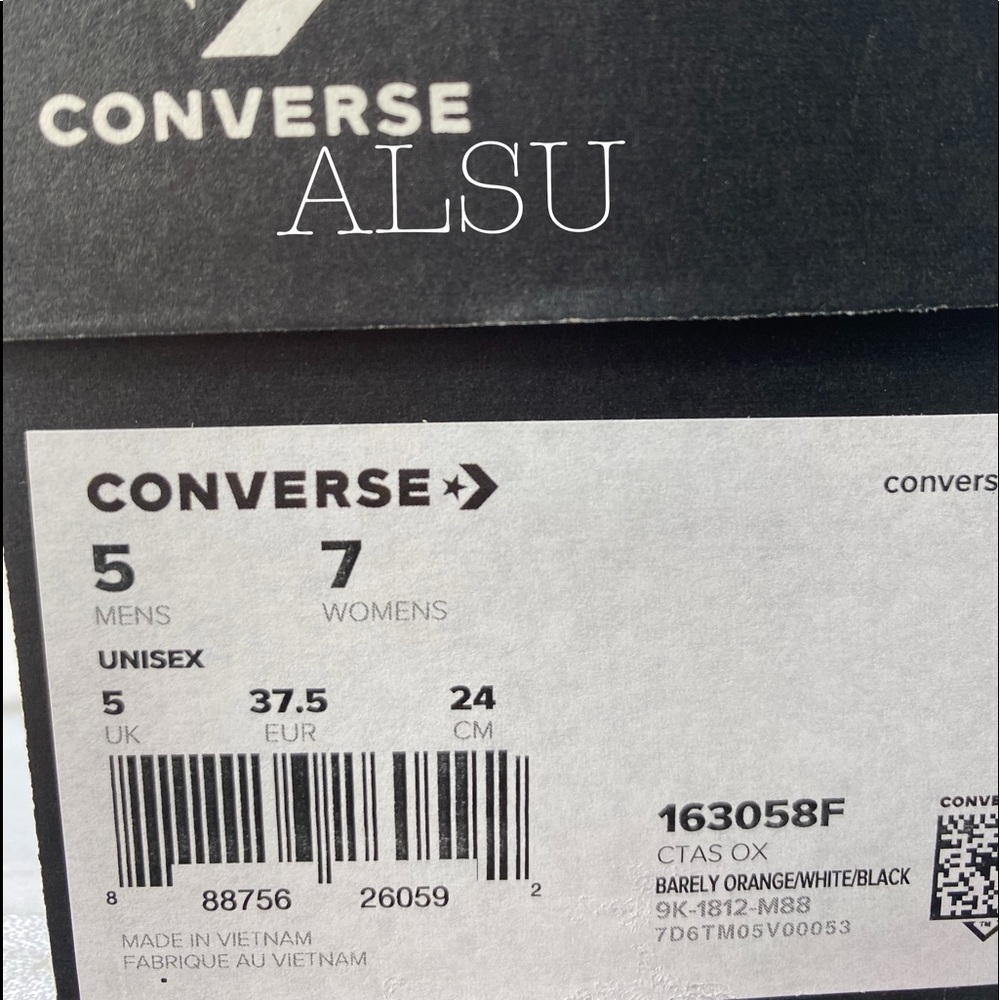 CONVERSE
ALSU
CONVERSE
convers
5 7
MENS WOMENS
UNISEX
5 37.5 24
UK EUR CM
8 88756 26059 2
MADE IN VIETNAM
FABRIQUE AU VIETNAM
163058F
CTAS OX
BARELY ORANGE/WHITE/BLACK
9K-1812-M88
7D6TM05V00053
CONVE
TM